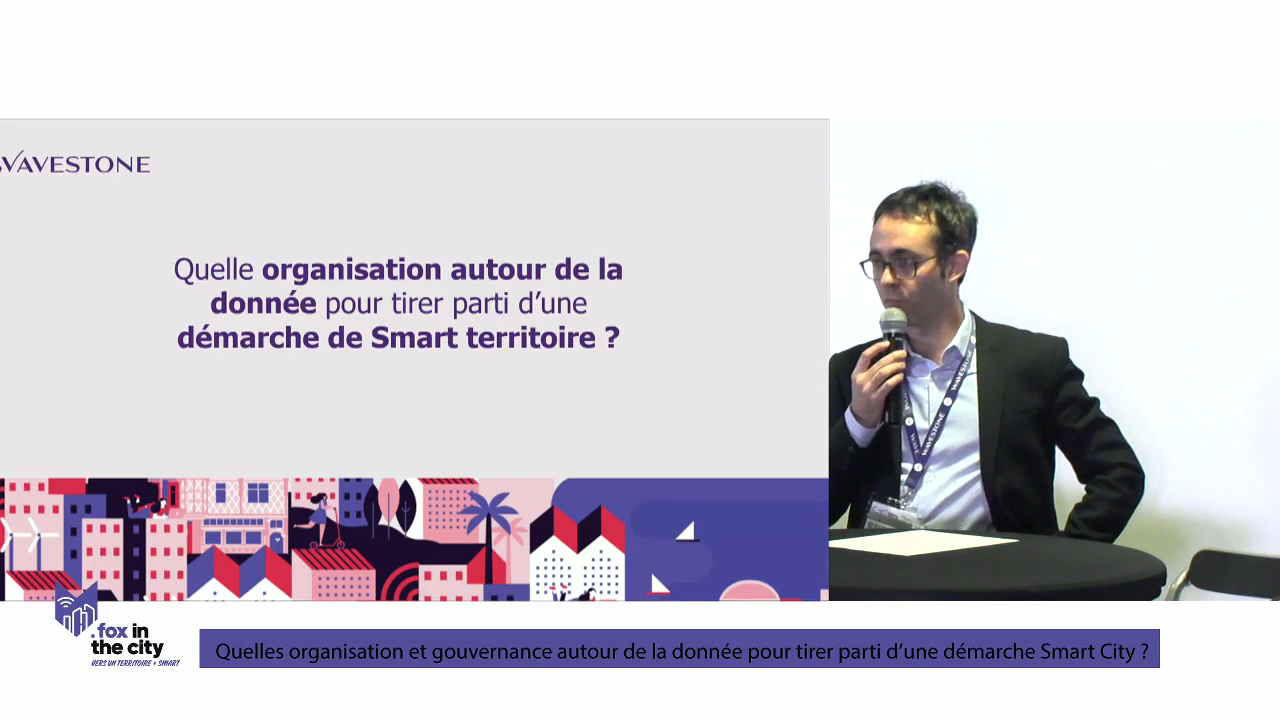 WAVESTONE
Quelle organisation autour de la
donnée pour tirer parti d'une
démarche de Smart territoire ?
WAVESTONE
WAVESTONE
.fox in
the city
VERS UN TERRITOIRE + SMART
Quelles organisation et gouvernance autour de la donnée pour tirer parti d'une démarche Smart City ?